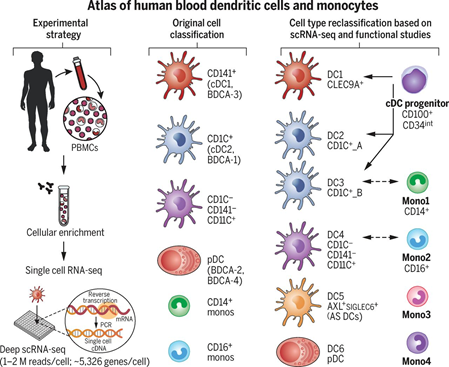 Atlas of human blood dendritic cells and monocytes
Experimental
strategy
PBMCs
Cellular enrichment
Single cell RNA-seq
Reverse
transcription
mRNA
PCR
Single cell
cDNA
Deep scRNA-seq
(1–2 M reads/cell; ~5,326 genes/cell)
Original cell
classification
CD141+
(cDC1,
BDCA-3)
CD1C+
(cDC2,
BDCA-1)
CD1C–
CD141–
CD11C+
pDC
(BDCA-2,
BDCA-4)
CD14+
monos
CD16+
monos
Cell type reclassification based on
scRNA-seq and functional studies
DC1
CLEC9A+
cDC progenitor
CD100+
CD34int
DC2
CD1C+_A
DC3
CD1C+_B
Mono1
CD14+
DC4
CD1C–
CD141–
CD11C+
Mono2
CD16+
DC5
AXL+SIGLEC6+
(AS DCs)
Mono3
DC6
pDC
Mono4